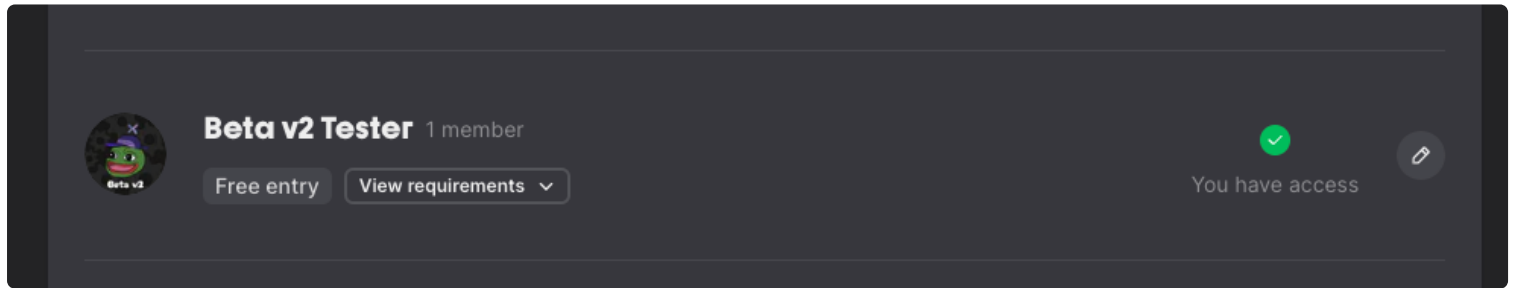 Beta v2 Tester 1 member
Beta v2
Free entry View requirements
You have access